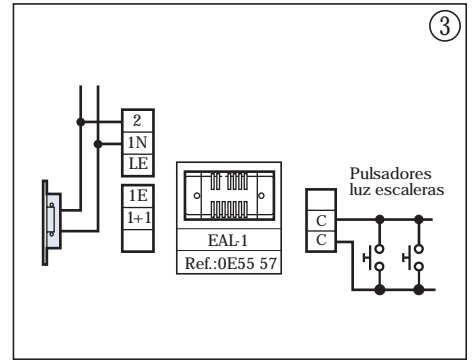 3
2
1N
LE
1E
1+1
EAL-1
Ref.:0E55 57
Pulsadores
luz escaleras
C
C